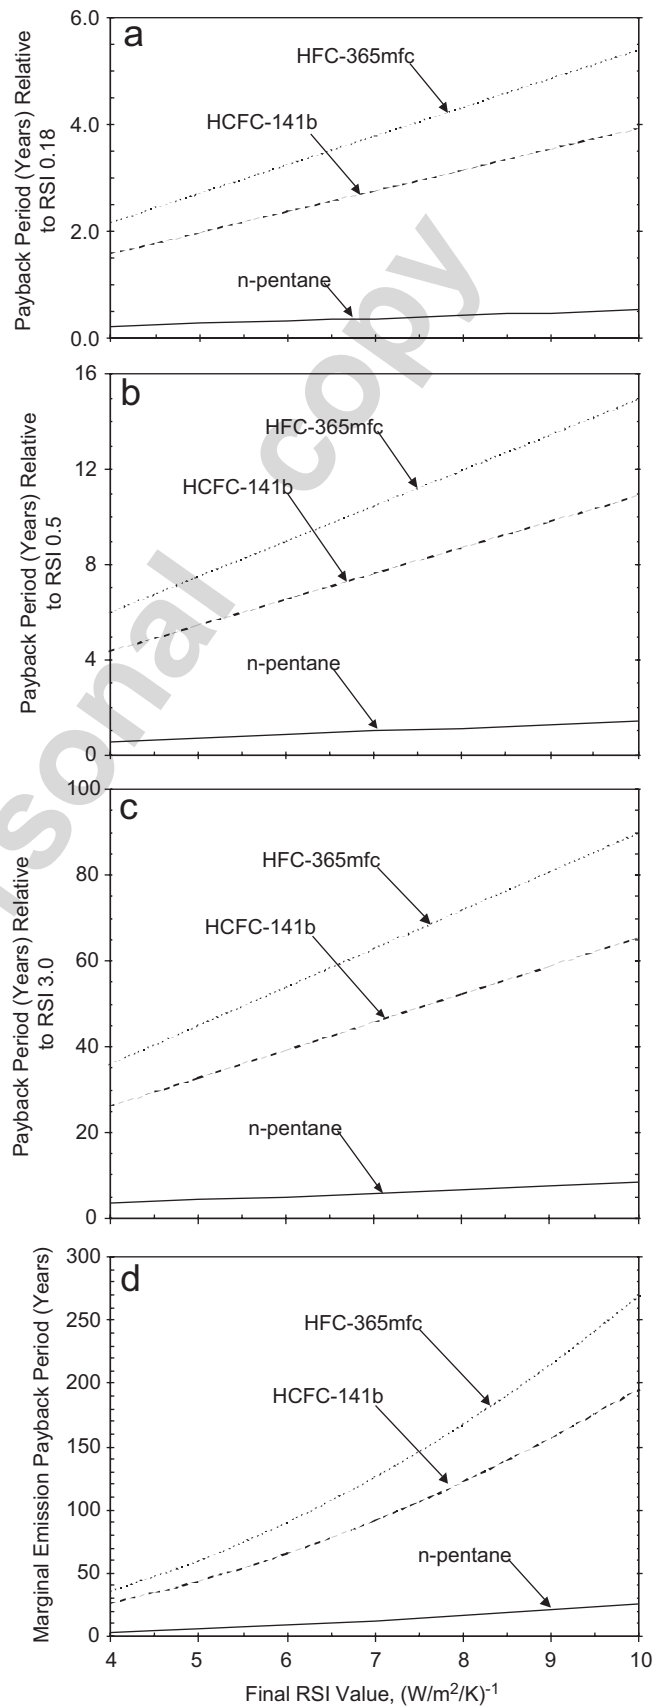 a
6.0
4.0
2.0
0.0
Payback Period (Years) Relative
to RSI 0.18
HFC-365mfc
HCFC-141b
n-pentane
b
16
12
8
4
0
Payback Period (Years) Relative
to RSI 0.5
HFC-365mfc
HCFC-141b
n-pentane
c
100
80
60
40
20
0
Payback Period (Years) Relative
to RSI 3.0
HFC-365mfc
HCFC-141b
n-pentane
d
300
250
200
150
100
50
0
Marginal Emission Payback Period (Years)
HFC-365mfc
HCFC-141b
n-pentane
4 5 6 7 8 9 10
Final RSI Value, (W/m²/K)⁻¹
sonal copy